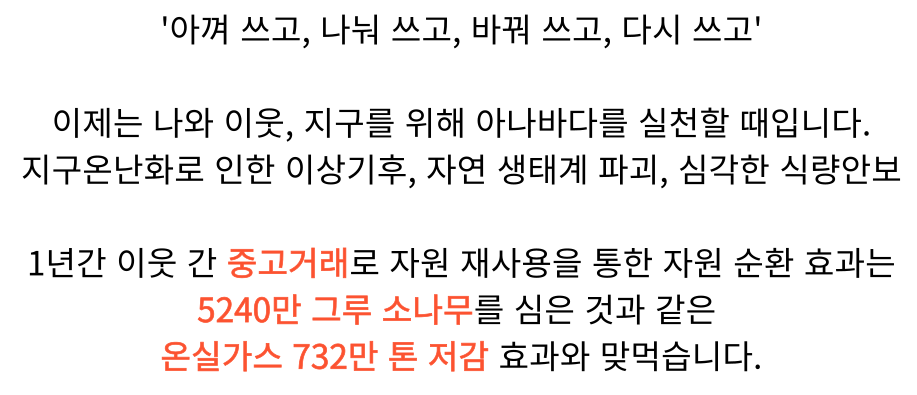 '아껴 쓰고, 나눠 쓰고, 바꿔 쓰고, 다시 쓰고'
이제는 나와 이웃, 지구를 위해 아나바다를 실천할 때입니다.
지구온난화로 인한 이상기후, 자연 생태계 파괴, 심각한 식량안보
1년간 이웃 간 중고거래로 자원 재사용을 통한 자원 순환 효과는
5240만 그루 소나무를 심은 것과 같은
온실가스 732만 톤 저감 효과와 맞먹습니다.